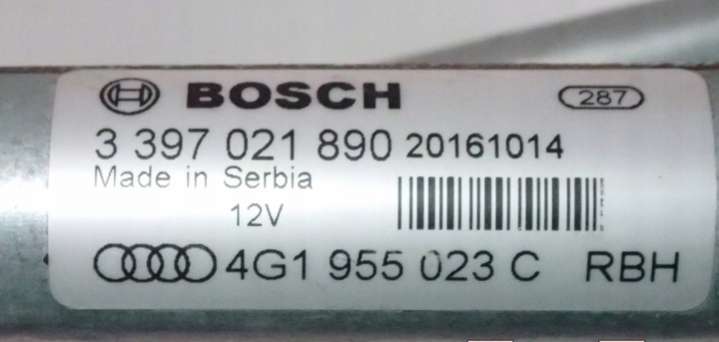 BOSCH 287
3 397 021 890 20161014
Made in Serbia
12V
4G1 955 023 C RBH